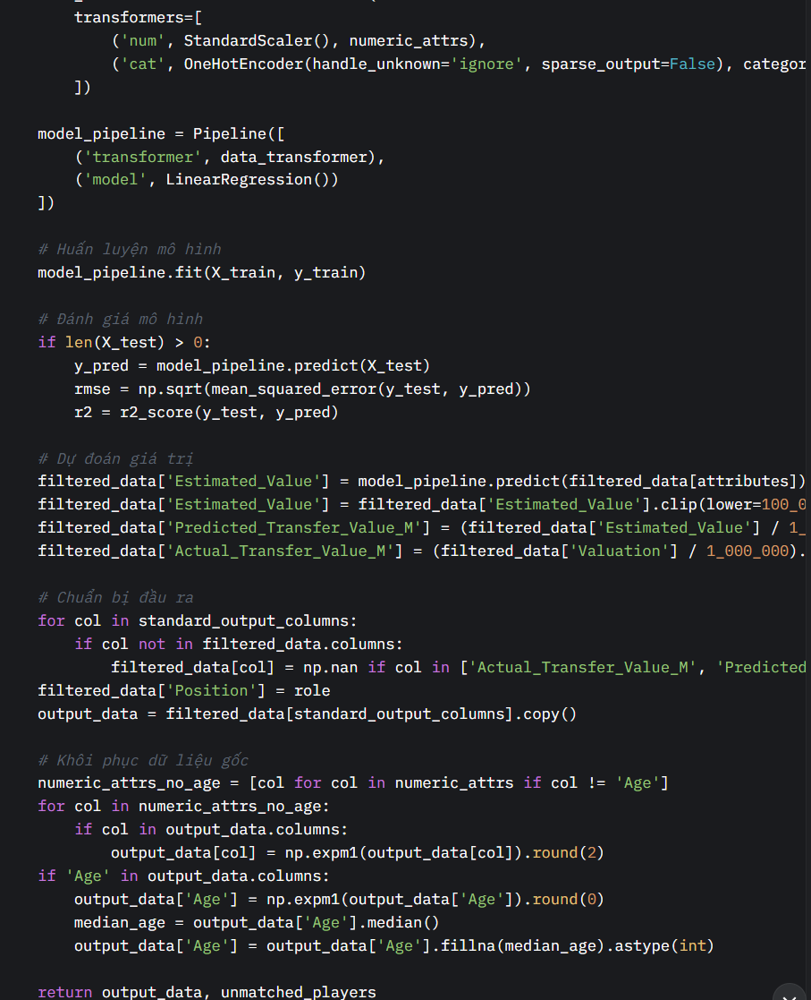 transformers=[
        ('num', StandardScaler(), numeric_attrs),
        ('cat', OneHotEncoder(handle_unknown='ignore', sparse_output=False), categor
    ])

model_pipeline = Pipeline([
    ('transformer', data_transformer),
    ('model', LinearRegression())
])

# Huấn luyện mô hình
model_pipeline.fit(X_train, y_train)

# Đánh giá mô hình
if len(X_test) > 0:
    y_pred = model_pipeline.predict(X_test)
    rmse = np.sqrt(mean_squared_error(y_test, y_pred))
    r2 = r2_score(y_test, y_pred)

# Dự đoán giá trị
filtered_data['Estimated_Value'] = model_pipeline.predict(filtered_data[attributes])
filtered_data['Estimated_Value'] = filtered_data['Estimated_Value'].clip(lower=100_0
filtered_data['Predicted_Transfer_Value_M'] = (filtered_data['Estimated_Value'] / 1_
filtered_data['Actual_Transfer_Value_M'] = (filtered_data['Valuation'] / 1_000_000).

# Chuẩn bị đầu ra
for col in standard_output_columns:
    if col not in filtered_data.columns:
        filtered_data[col] = np.nan if col in ['Actual_Transfer_Value_M', 'Predicted
filtered_data['Position'] = role
output_data = filtered_data[standard_output_columns].copy()

# Khôi phục dữ liệu gốc
numeric_attrs_no_age = [col for col in numeric_attrs if col != 'Age']
for col in numeric_attrs_no_age:
    if col in output_data.columns:
        output_data[col] = np.expm1(output_data[col]).round(2)
if 'Age' in output_data.columns:
    output_data['Age'] = np.expm1(output_data['Age']).round(0)
    median_age = output_data['Age'].median()
    output_data['Age'] = output_data['Age'].fillna(median_age).astype(int)

return output_data, unmatched_players